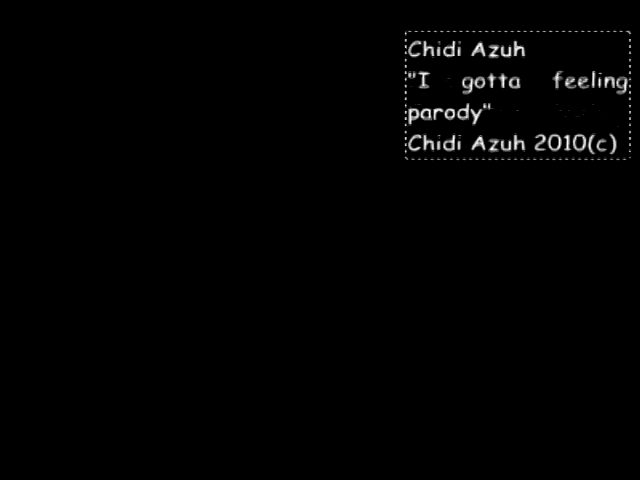 Chidi Azuh
"I gotta feeling
parody"
Chidi Azuh 2010(c)